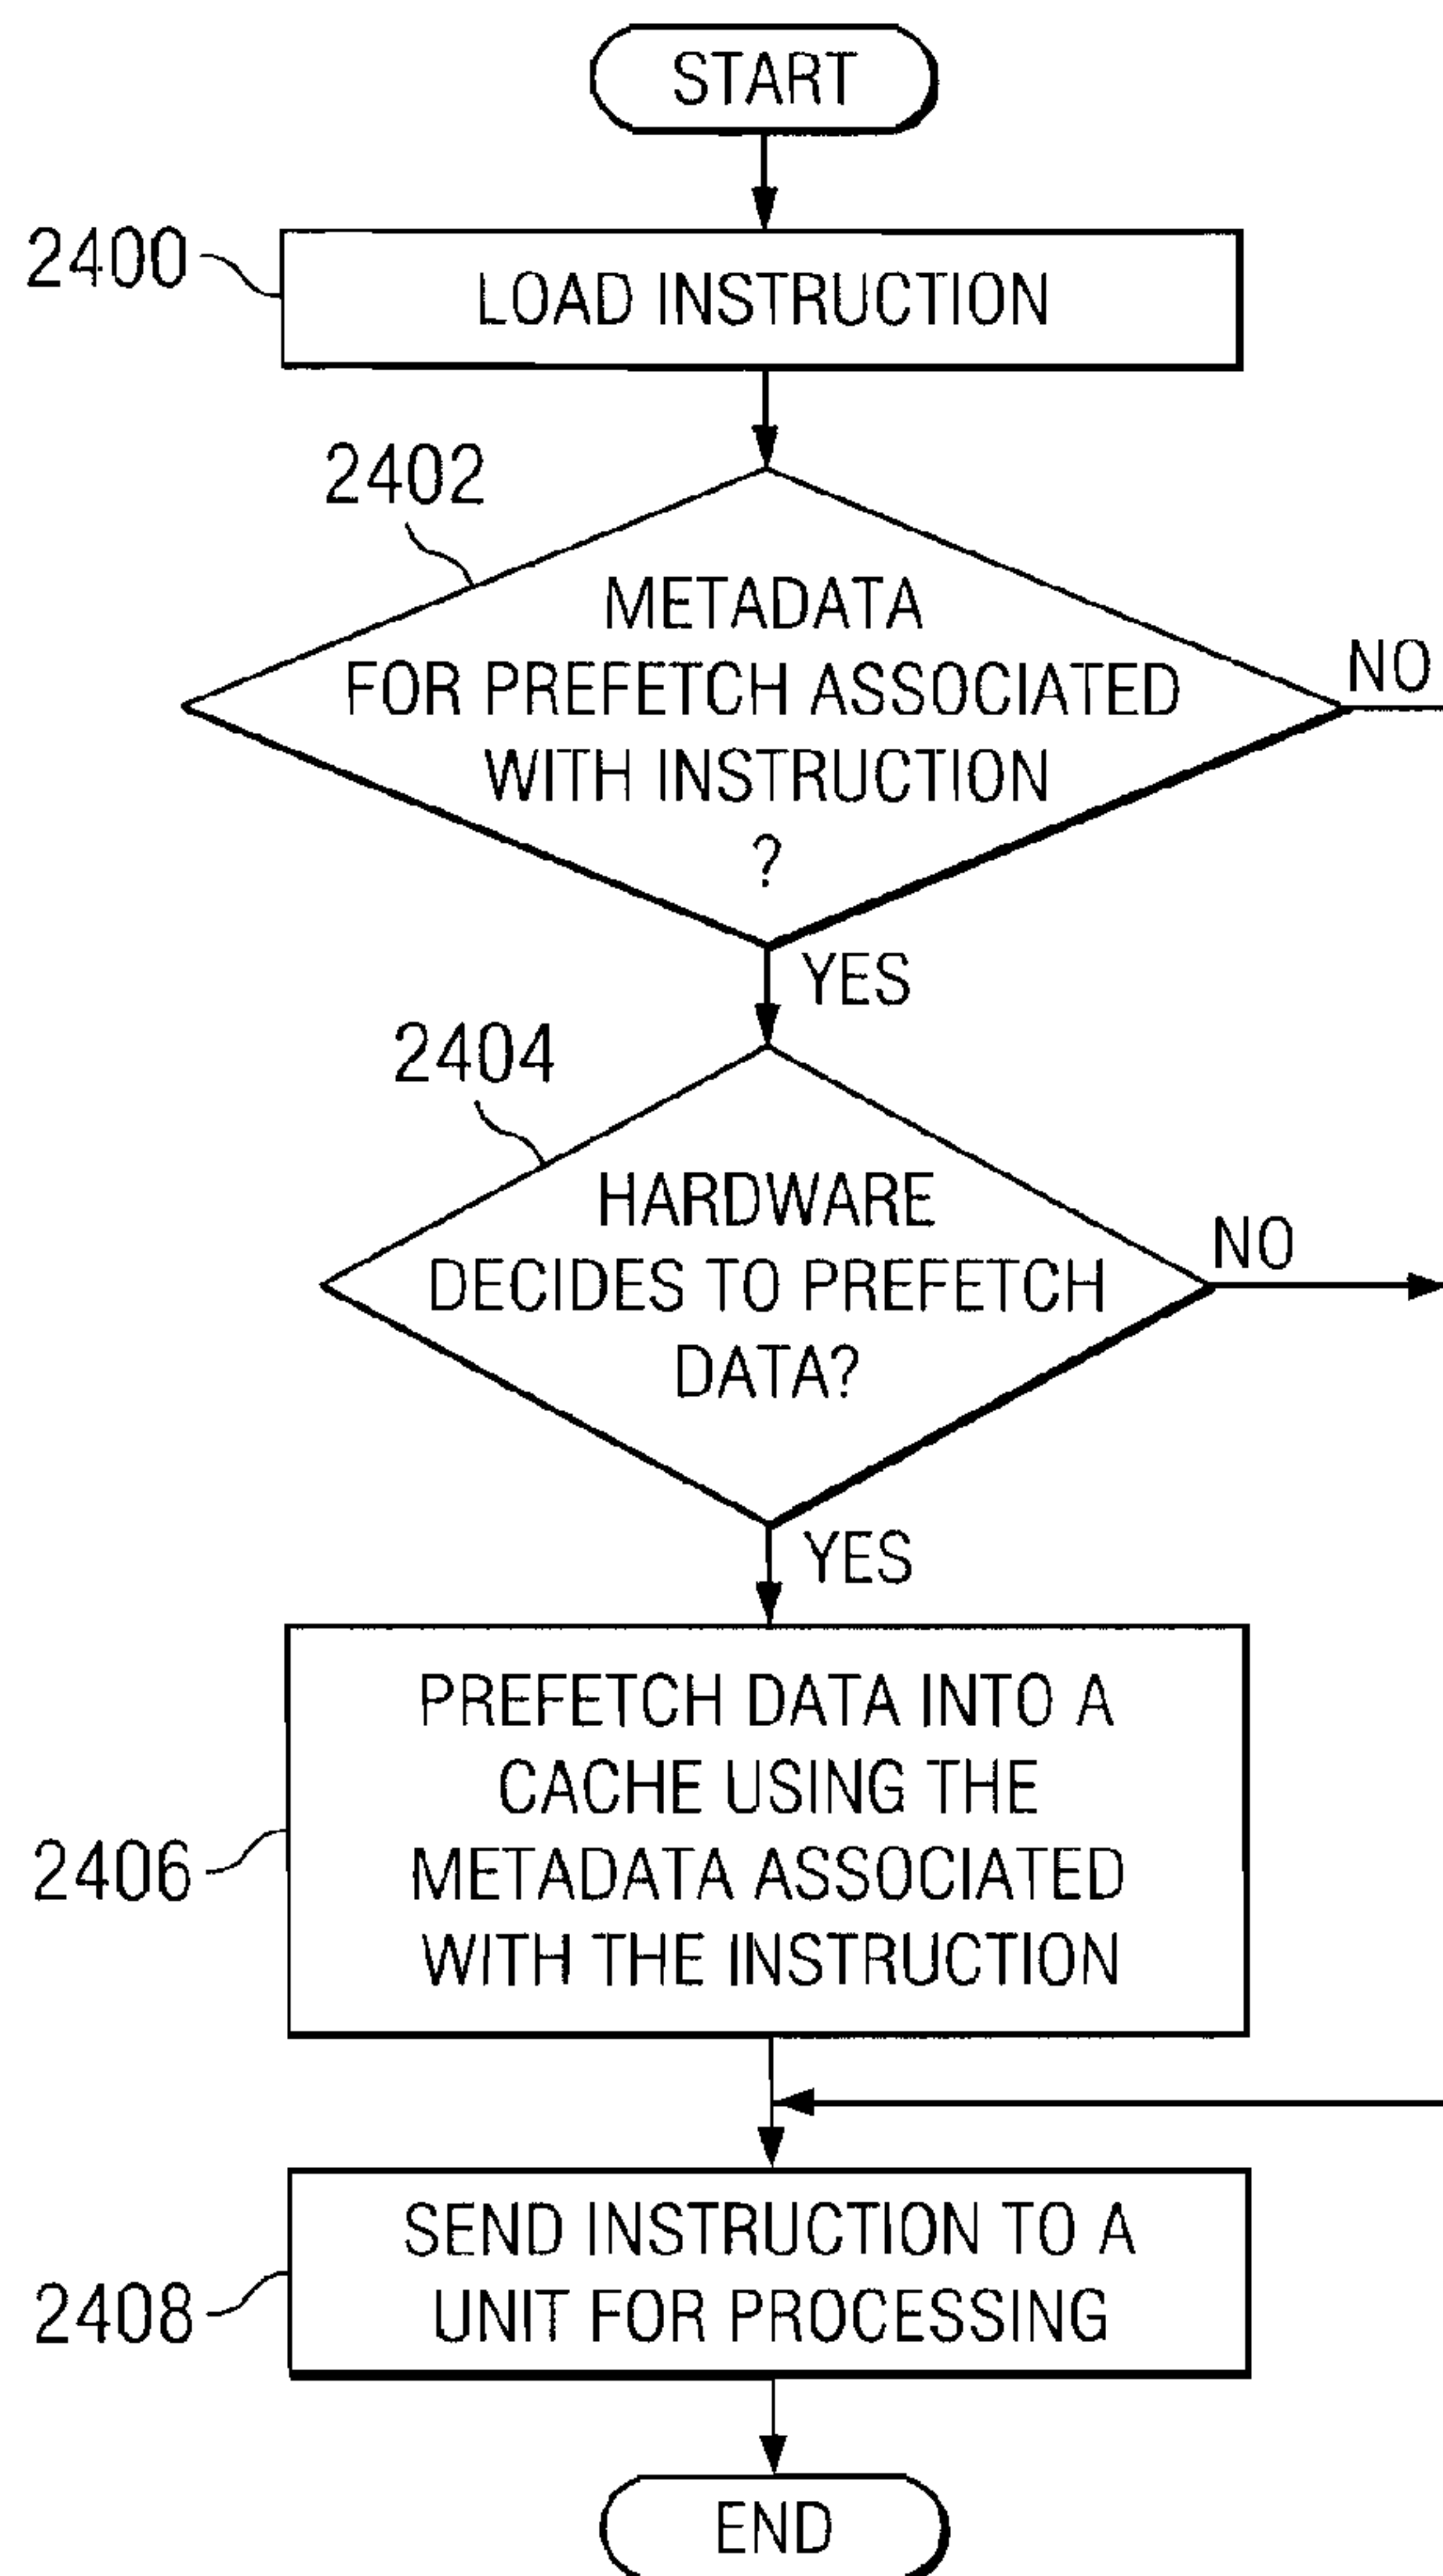 START
2400
LOAD INSTRUCTION
2402
METADATA
FOR PREFETCH ASSOCIATED
WITH INSTRUCTION
?
NO
YES
2404
HARDWARE
DECIDES TO PREFETCH
DATA?
NO
YES
2406
PREFETCH DATA INTO A
CACHE USING THE
METADATA ASSOCIATED
WITH THE INSTRUCTION
2408
SEND INSTRUCTION TO A
UNIT FOR PROCESSING
END